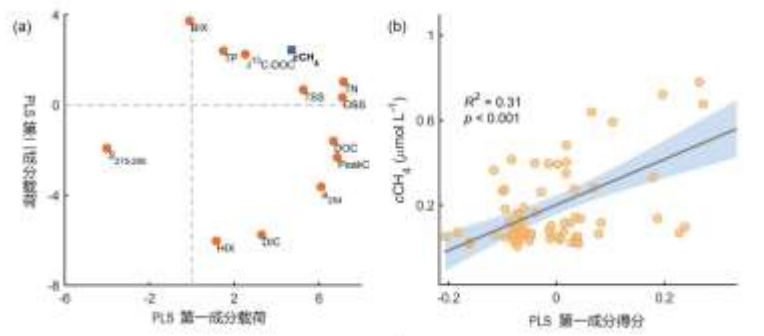 (a)
4
0
-4
-8
-6
-2
2
6
BIX
TP
δ¹³C-DOC
cCH₄
TSS
TN
DSS
S₂₇₅₋₂₉₅
DOC
PeakC
HIX
DIC
PLS 第二成分载荷
PLS 第一成分载荷
(b)
1
0.6
0.2
-0.2
0
0.2
R² = 0.31
p < 0.001
cCH₄ (μmol L⁻¹)
PLS 第一成分得分